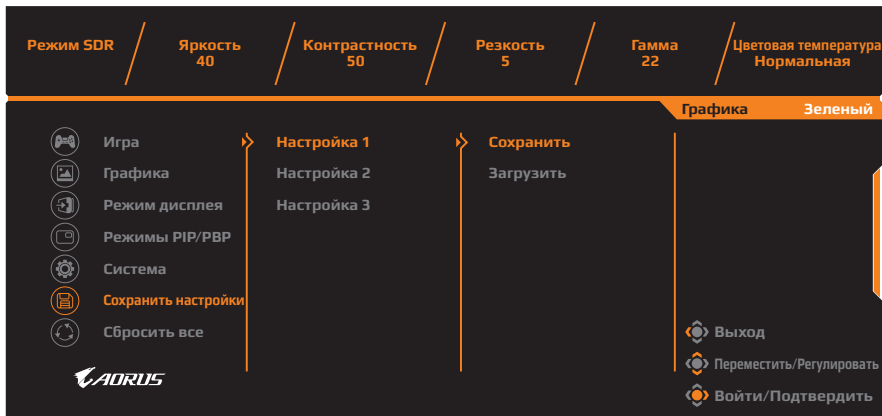 Режим SDR
Яркость
40
Контрастность
50
Резкость
5
Гамма
22
Цветовая температура
Нормальная
Графика Зеленый
Игра
Графика
Режим дисплея
Режимы PIP/PBP
Система
Сохранить настройки
Сбросить все
Настройка 1
Настройка 2
Настройка 3
Сохранить
Загрузить
Выход
Переместить/Регулировать
Войти/Подтвердить
AORUS